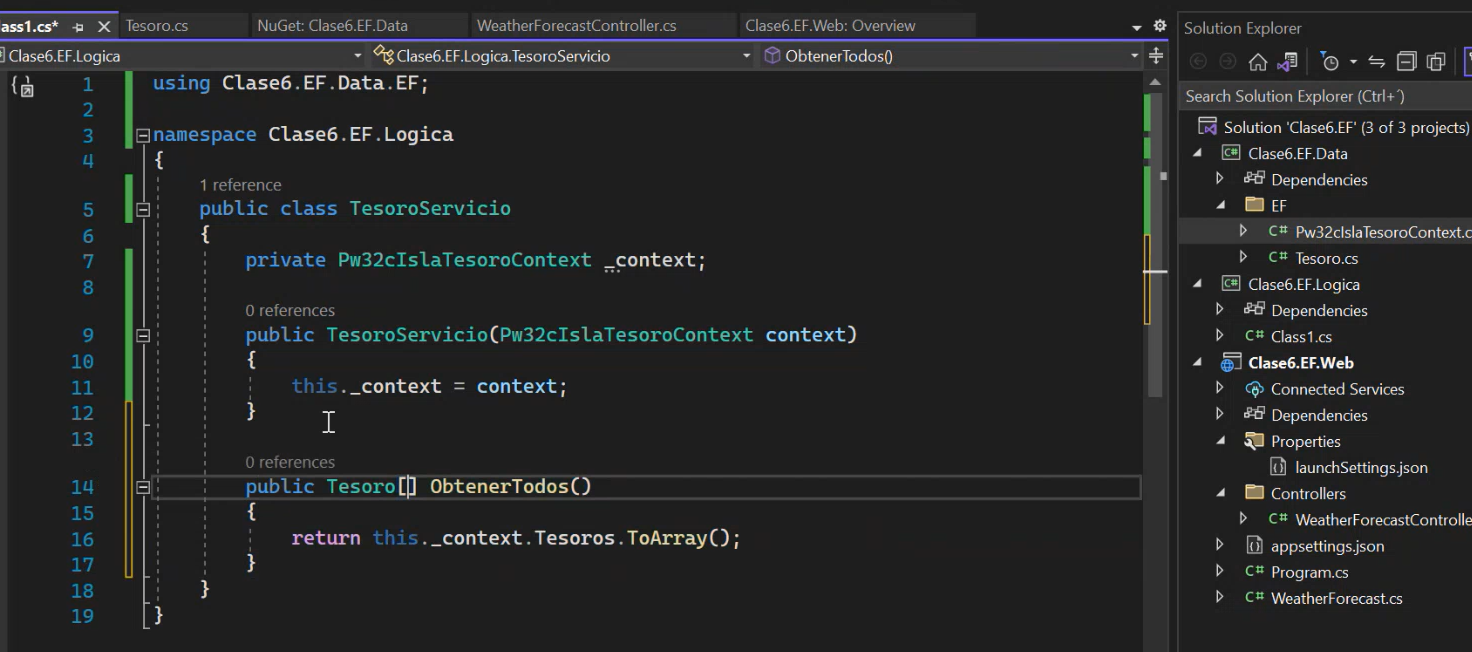 ass1.cs*
Tesoro.cs
NuGet: Clase6.EF.Data
WeatherForecastController.cs
Clase6.EF.Web: Overview
Clase6.EF.Logica
Clase6.EF.Logica.TesoroServicio
ObtenerTodos()
1 using Clase6.EF.Data.EF;
2
3 namespace Clase6.EF.Logica
4 {
1 reference
5 public class TesoroServicio
6 {
7 private Pw32cIslaTesoroContext _context;
8
0 references
9 public TesoroServicio(Pw32cIslaTesoroContext context)
10 {
11 this._context = context;
12 }
13
0 references
14 public Tesoro[] ObtenerTodos()
15 {
16 return this._context.Tesoros.ToArray();
17 }
18 }
19 }
Solution Explorer
Search Solution Explorer (Ctrl+´)
Solution 'Clase6.EF' (3 of 3 projects)
C# Clase6.EF.Data
Dependencies
EF
C# Pw32cIslaTesoroContext.c
C# Tesoro.cs
C# Clase6.EF.Logica
Dependencies
C# Class1.cs
Clase6.EF.Web
Connected Services
Dependencies
Properties
launchSettings.json
Controllers
C# WeatherForecastControlle
appsettings.json
C# Program.cs
C# WeatherForecast.cs